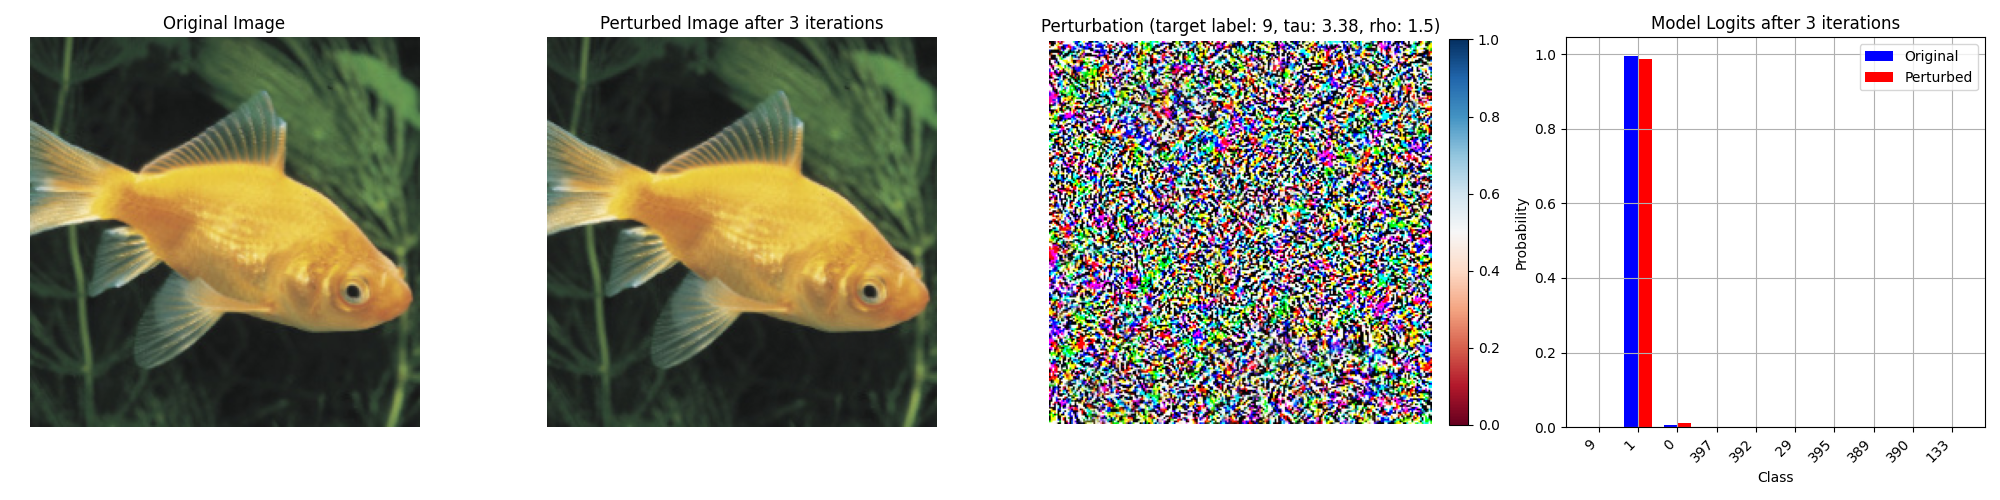 Original Image
Perturbed Image after 3 iterations
Perturbation (target label: 9, tau: 3.38, rho: 1.5)
1.0
0.8
0.6
0.4
0.2
0.0
Model Logits after 3 iterations
Original
Perturbed
Probability
1.0
0.8
0.6
0.4
0.2
0.0
9
1
0
397
392
29
395
389
390
133
Class